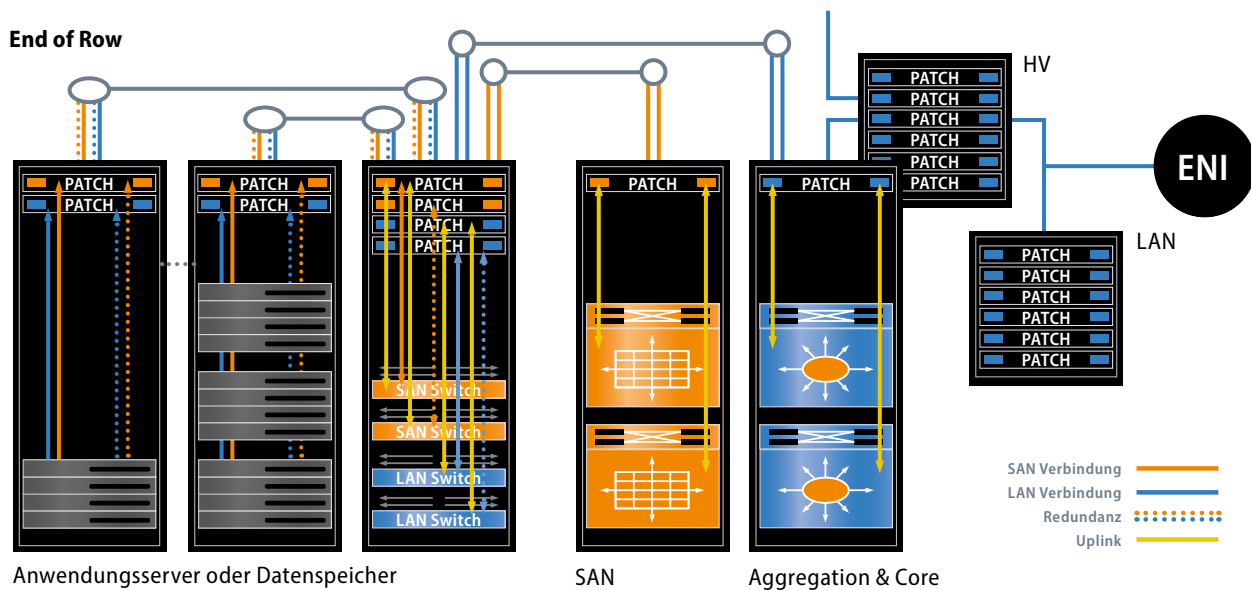 End of Row
HV
PATCH
PATCH
PATCH
PATCH
PATCH
PATCH
ENI
PATCH
PATCH
PATCH
PATCH
PATCH
PATCH
PATCH
PATCH
SAN Switch
SAN Switch
LAN Switch
LAN Switch
PATCH
PATCH
LAN
PATCH
PATCH
PATCH
PATCH
PATCH
PATCH
SAN Verbindung
LAN Verbindung
Redundanz
Uplink
Anwendungsserver oder Datenspeicher
SAN
Aggregation & Core